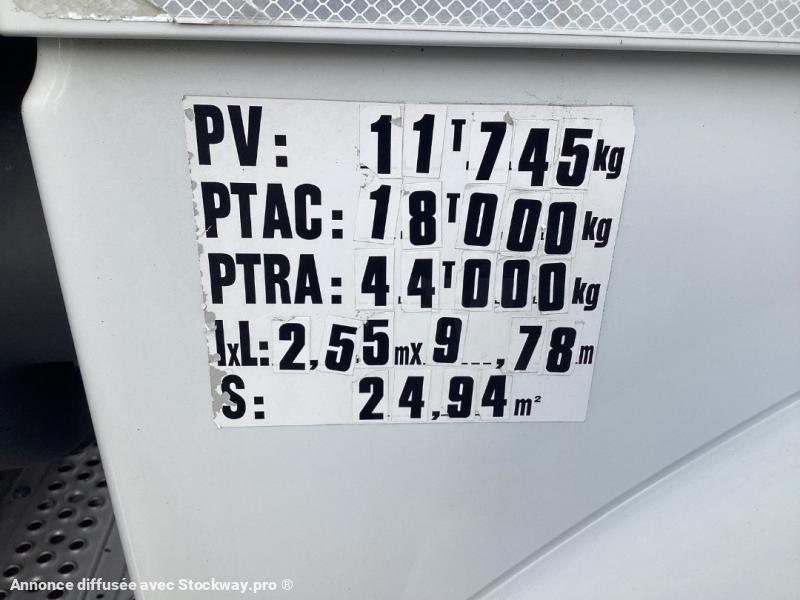 PV: 11T745kg
PTAC: 18T000kg
PTRA: 44T000kg
lxL: 2,55mx 9,78m
S: 24,94m²
Annonce diffusée avec Stockway.pro ®